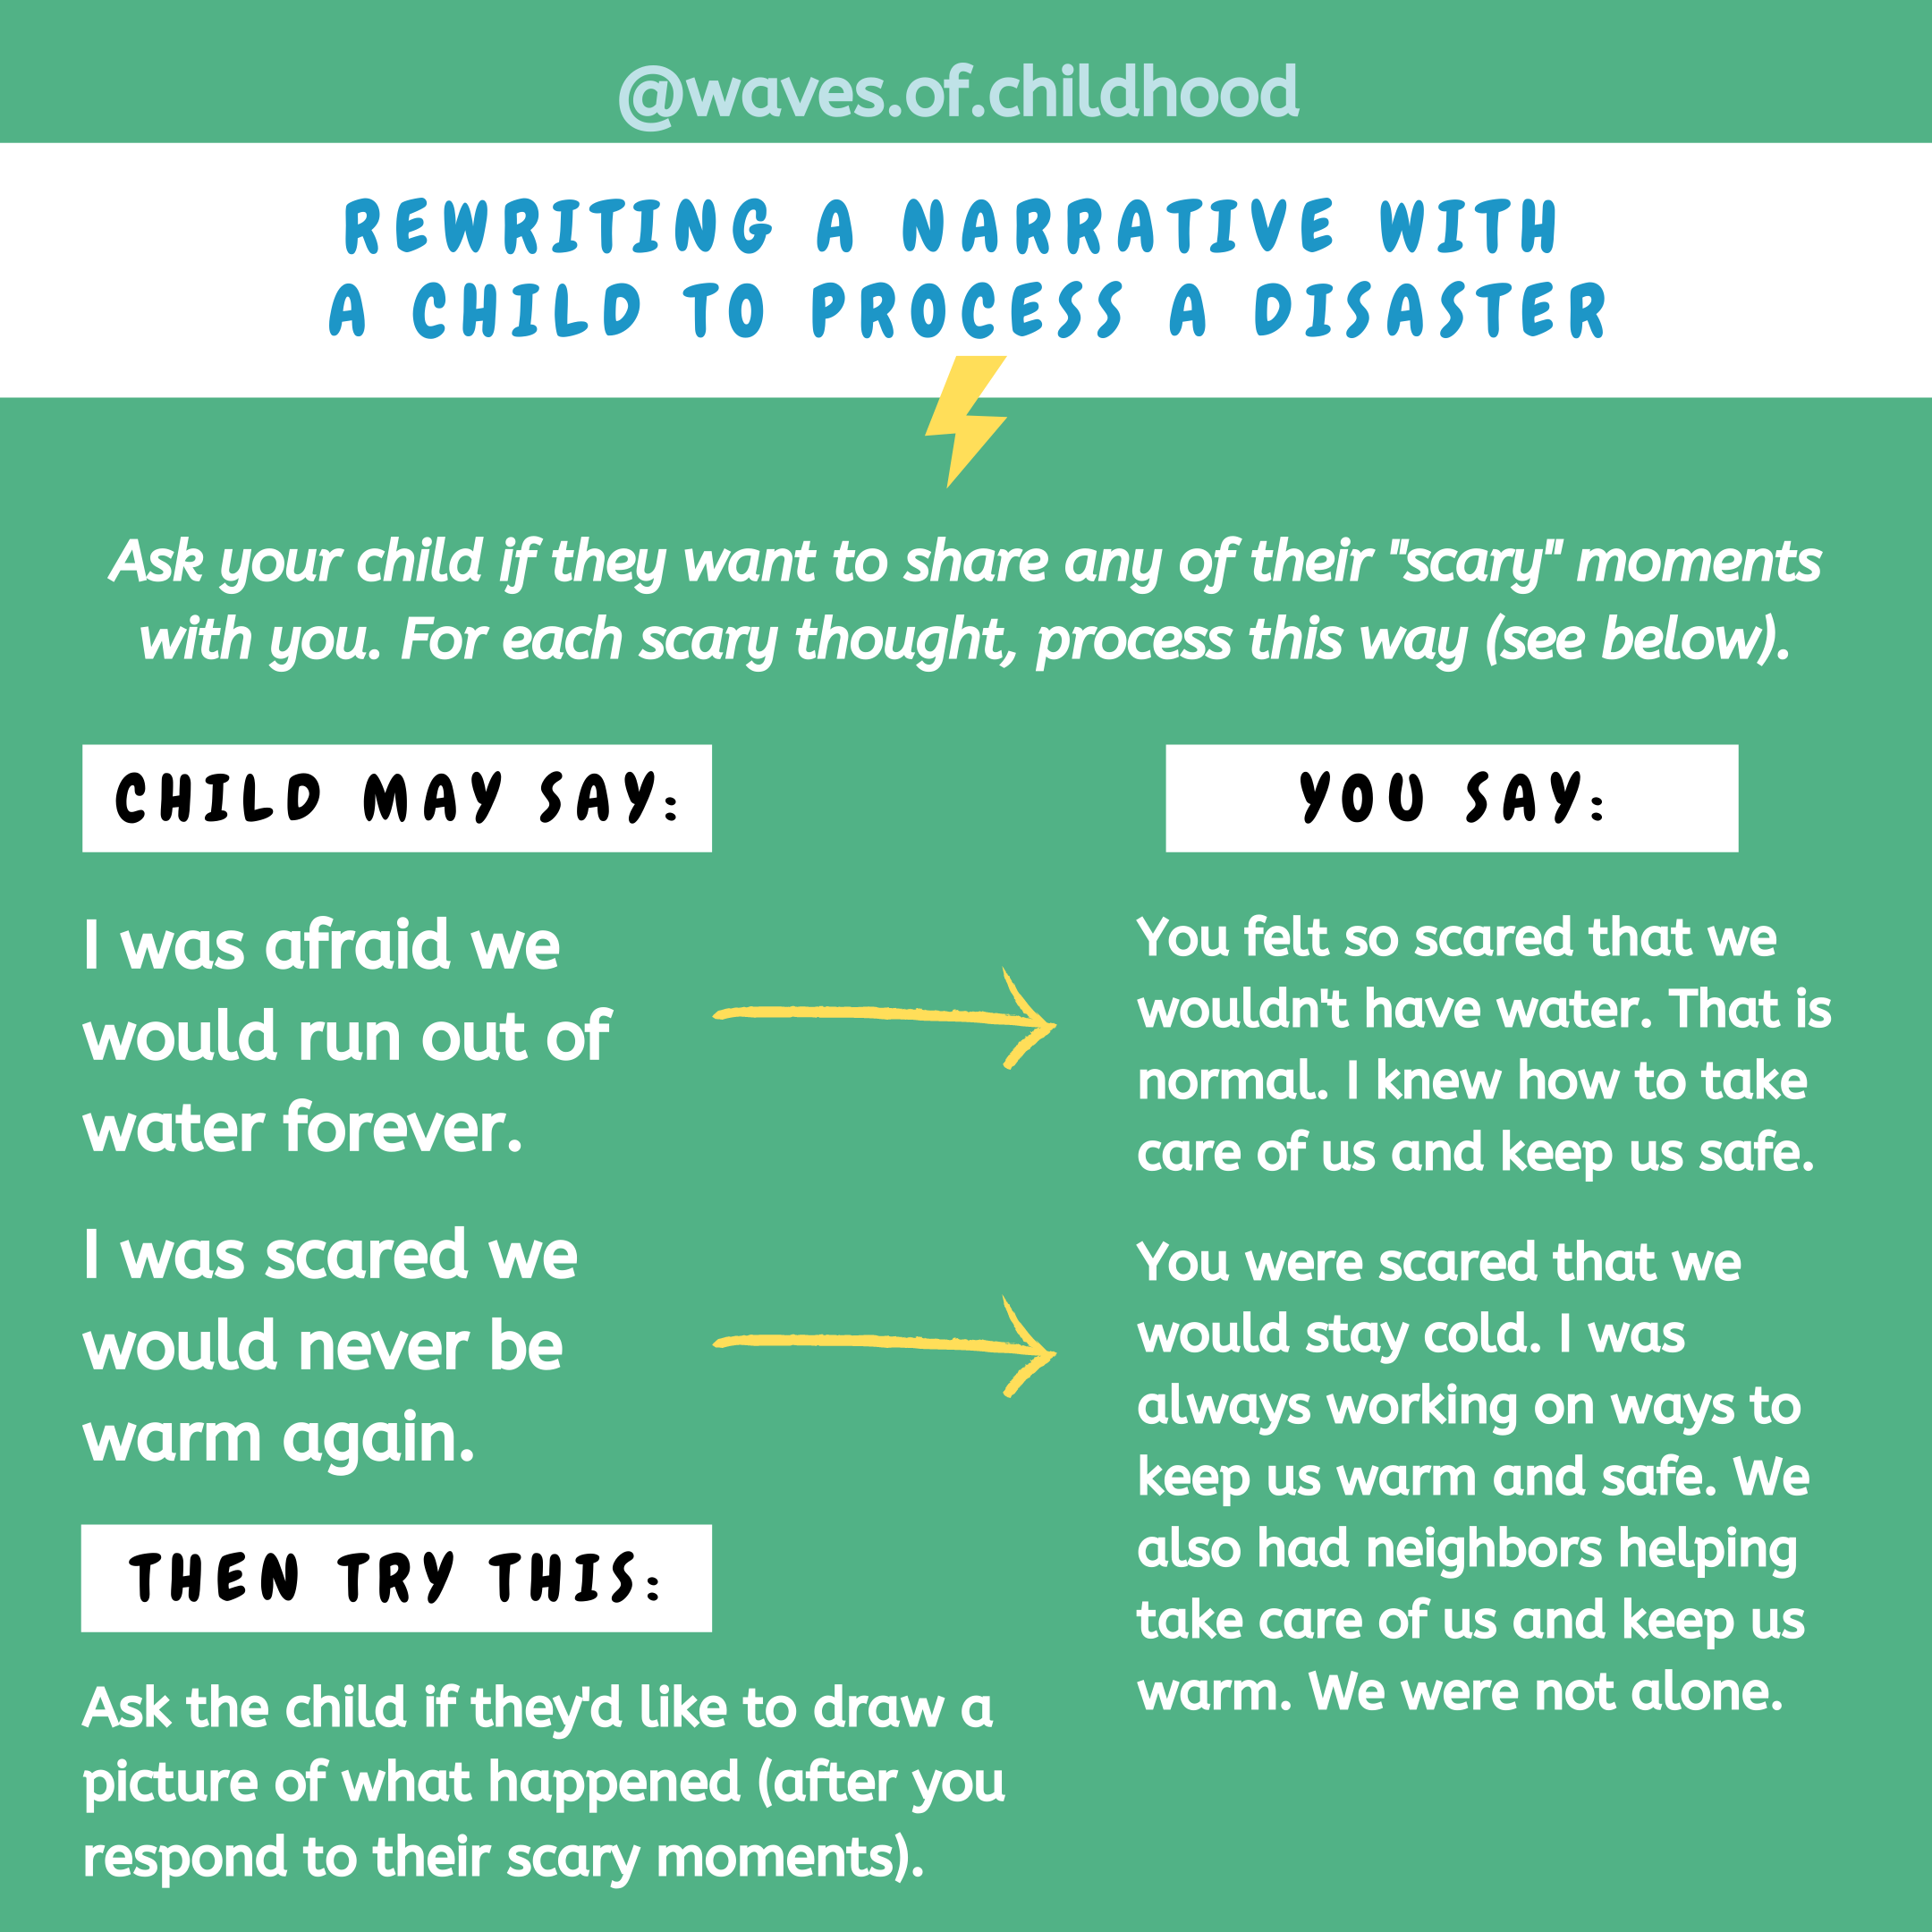 @waves.of.childhood
REWRITING A NARRATIVE WITH
A CHILD TO PROCESS A DISASTER
Ask your child if they want to share any of their "scary" moments
with you. For each scary thought, process this way (see below).
CHILD MAY SAY:
I was afraid we
would run out of
water forever.
I was scared we
would never be
warm again.
YOU SAY:
You felt so scared that we
wouldn't have water. That is
normal. I knew how to take
care of us and keep us safe.
You were scared that we
would stay cold. I was
always working on ways to
keep us warm and safe. We
also had neighbors helping
take care of us and keep us
warm. We were not alone.
THEN TRY THIS:
Ask the child if they'd like to draw a
picture of what happened (after you
respond to their scary moments).